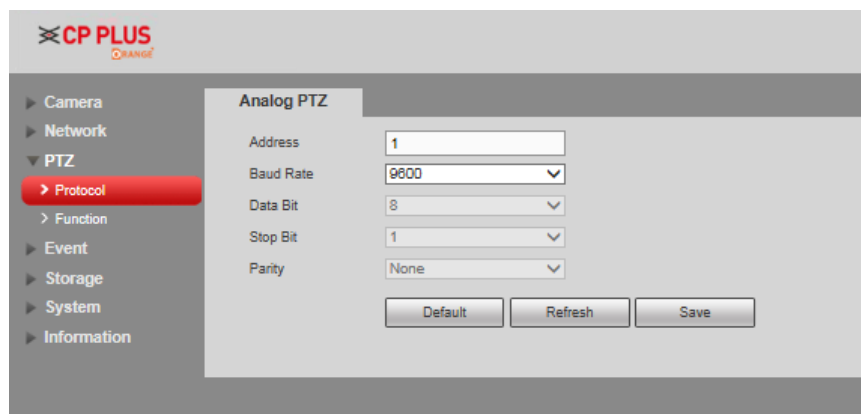 CP PLUS
ORANGE
Camera
Network
PTZ
Protocol
Function
Event
Storage
System
Information
Analog PTZ
Address 1
Baud Rate 9600
Data Bit 8
Stop Bit 1
Parity None
Default Refresh Save